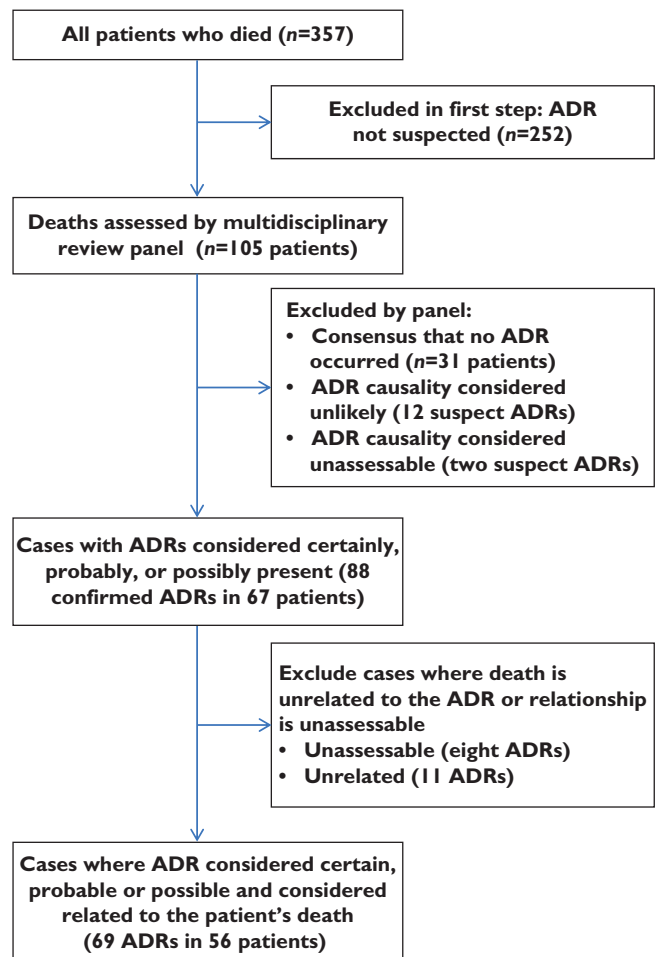 All patients who died (n=357)
Excluded in first step: ADR
not suspected (n=252)
Deaths assessed by multidisciplinary
review panel (n=105 patients)
Excluded by panel:
• Consensus that no ADR
occurred (n=31 patients)
• ADR causality considered
unlikely (12 suspect ADRs)
• ADR causality considered
unassessable (two suspect ADRs)
Cases with ADRs considered certainly,
probably, or possibly present (88
confirmed ADRs in 67 patients)
Exclude cases where death is
unrelated to the ADR or relationship
is unassessable
• Unassessable (eight ADRs)
• Unrelated (11 ADRs)
Cases where ADR considered certain,
probable or possible and considered
related to the patient’s death
(69 ADRs in 56 patients)